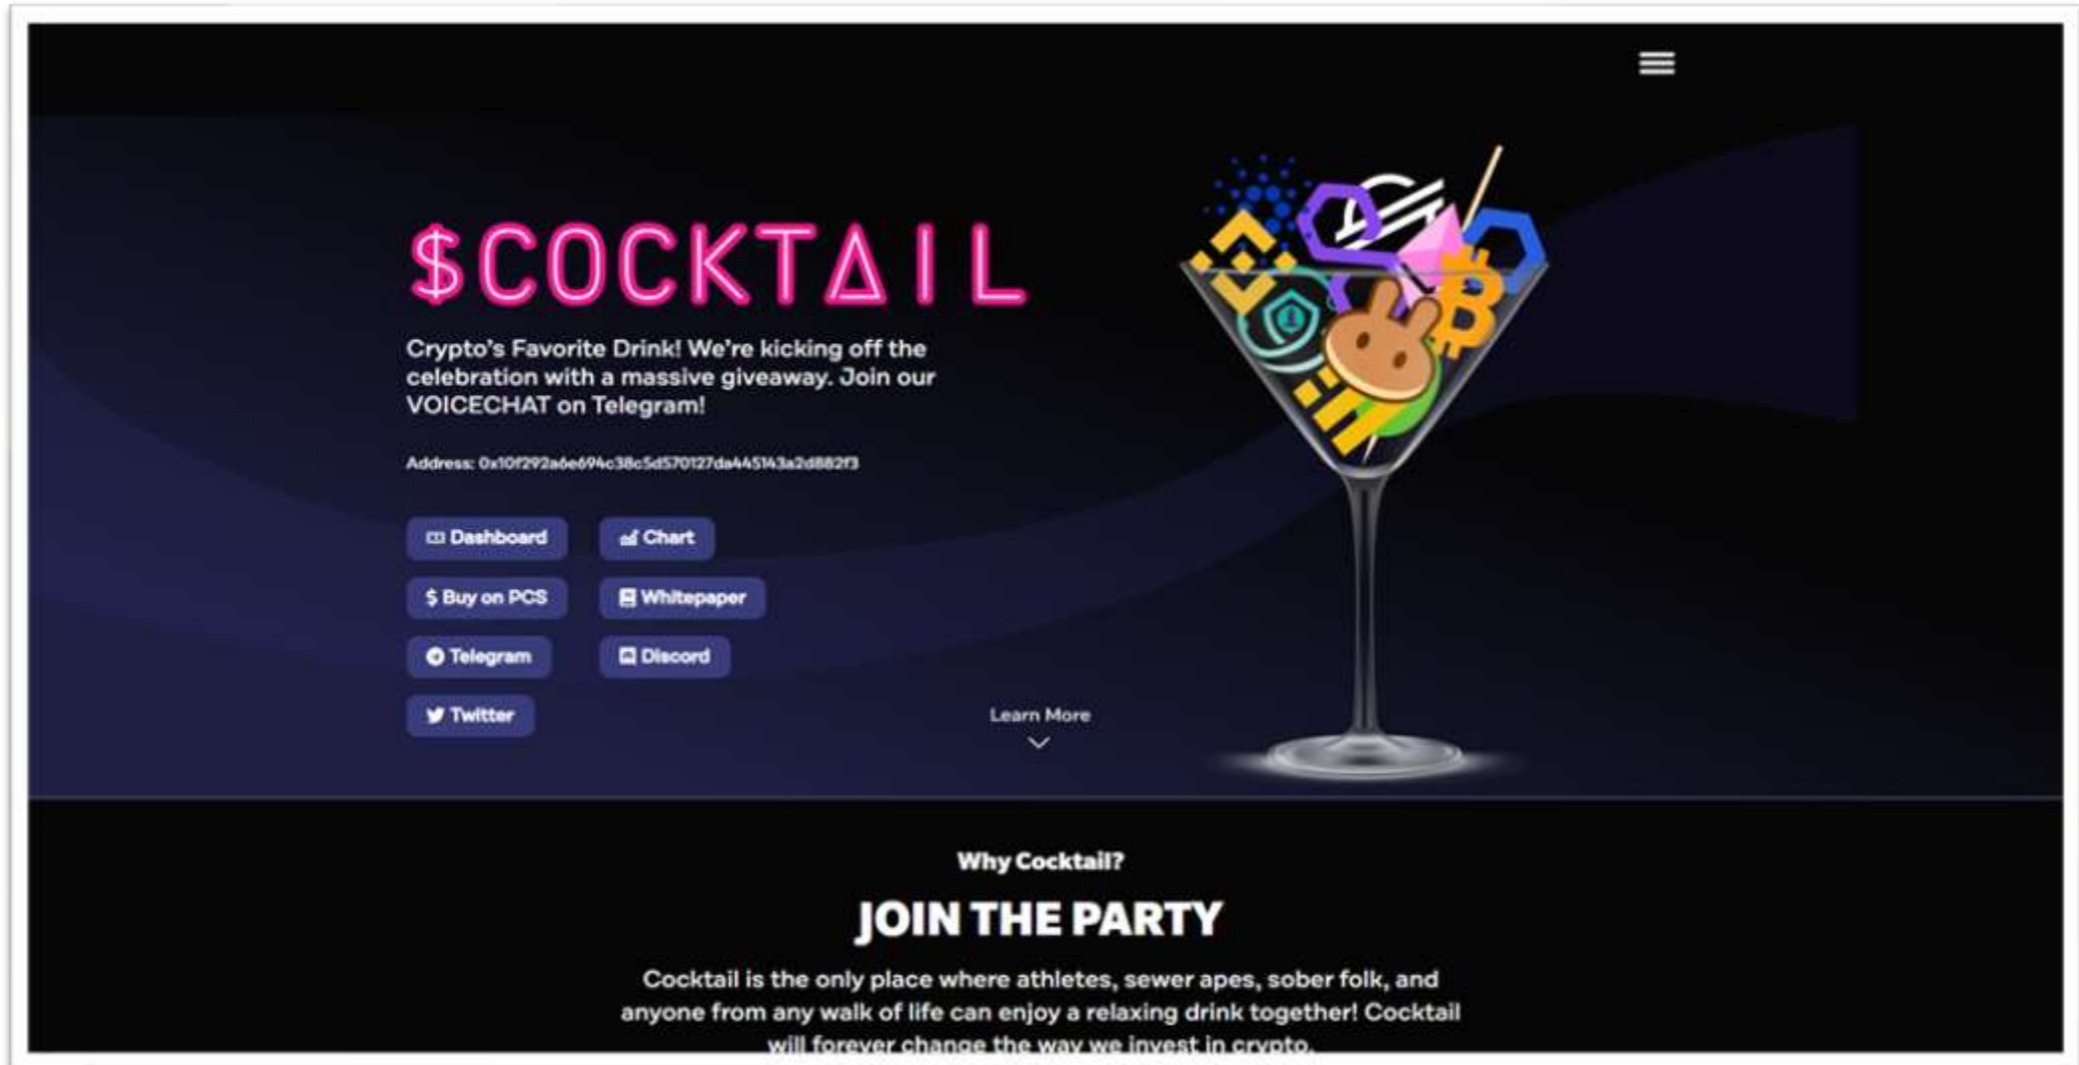 $COCKTAIL
Crypto's Favorite Drink! We're kicking off the
celebration with a massive giveaway. Join our
VOICECHAT on Telegram!
Address: 0x10f292a6e694c38c5d570127da445143a2d882f3
Dashboard
Chart
$ Buy on PCS
Whitepaper
Telegram
Discord
Twitter
Learn More
Why Cocktail?
JOIN THE PARTY
Cocktail is the only place where athletes, sewer apes, sober folk, and
anyone from any walk of life can enjoy a relaxing drink together! Cocktail
will forever change the way we invest in crypto.